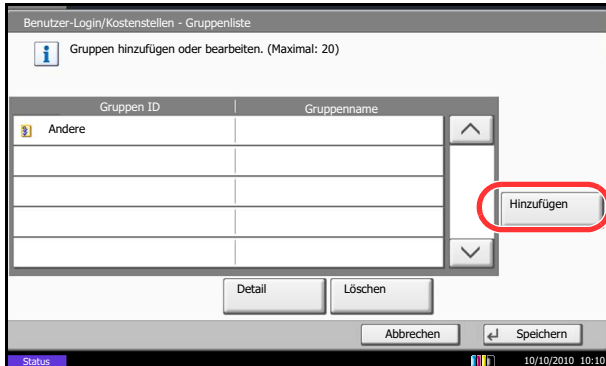 Benutzer-Login/Kostenstellen - Gruppenliste
Gruppen hinzufügen oder bearbeiten. (Maximal: 20)
Gruppen ID Gruppenname
Andere
Hinzufügen
Detail Löschen
Abbrechen Speichern
Status 10/10/2010 10:10